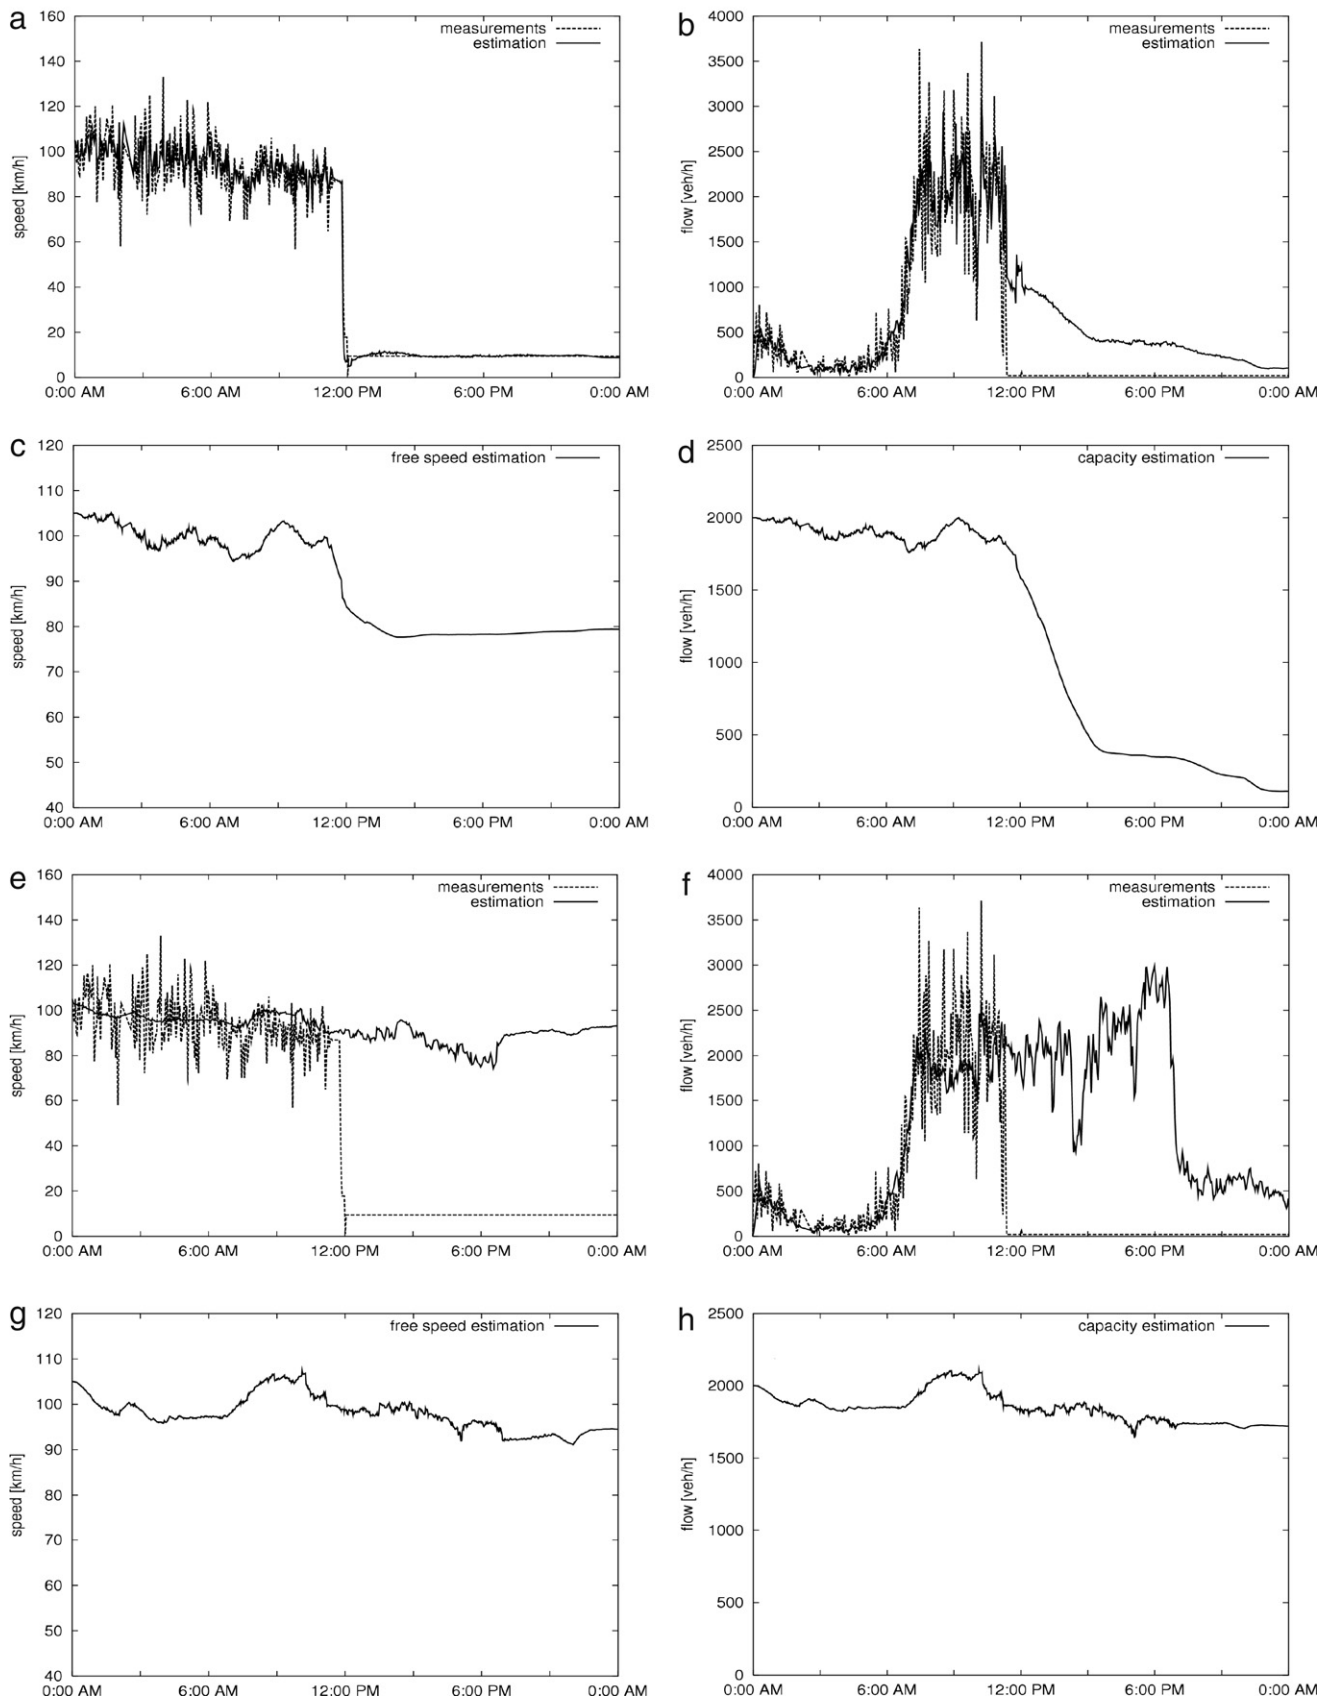 a
160
140
120
100
80
60
40
20
0
speed [km/h]
measurements
estimation
0:00 AM 6:00 AM 12:00 PM 6:00 PM 0:00 AM
b
4000
3500
3000
2500
2000
1500
1000
500
0
flow [veh/h]
measurements
estimation
0:00 AM 6:00 AM 12:00 PM 6:00 PM 0:00 AM
c
120
110
100
90
80
70
60
50
40
speed [km/h]
free speed estimation
0:00 AM 6:00 AM 12:00 PM 6:00 PM 0:00 AM
d
2500
2000
1500
1000
500
0
flow [veh/h]
capacity estimation
0:00 AM 6:00 AM 12:00 PM 6:00 PM 0:00 AM
e
160
140
120
100
80
60
40
20
0
speed [km/h]
measurements
estimation
0:00 AM 6:00 AM 12:00 PM 6:00 PM 0:00 AM
f
4000
3500
3000
2500
2000
1500
1000
500
0
flow [veh/h]
measurements
estimation
0:00 AM 6:00 AM 12:00 PM 6:00 PM 0:00 AM
g
120
110
100
90
80
70
60
50
40
speed [km/h]
free speed estimation
0:00 AM 6:00 AM 12:00 PM 6:00 PM 0:00 AM
h
2500
2000
1500
1000
500
0
flow [veh/h]
capacity estimation
0:00 AM 6:00 AM 12:00 PM 6:00 PM 0:00 AM